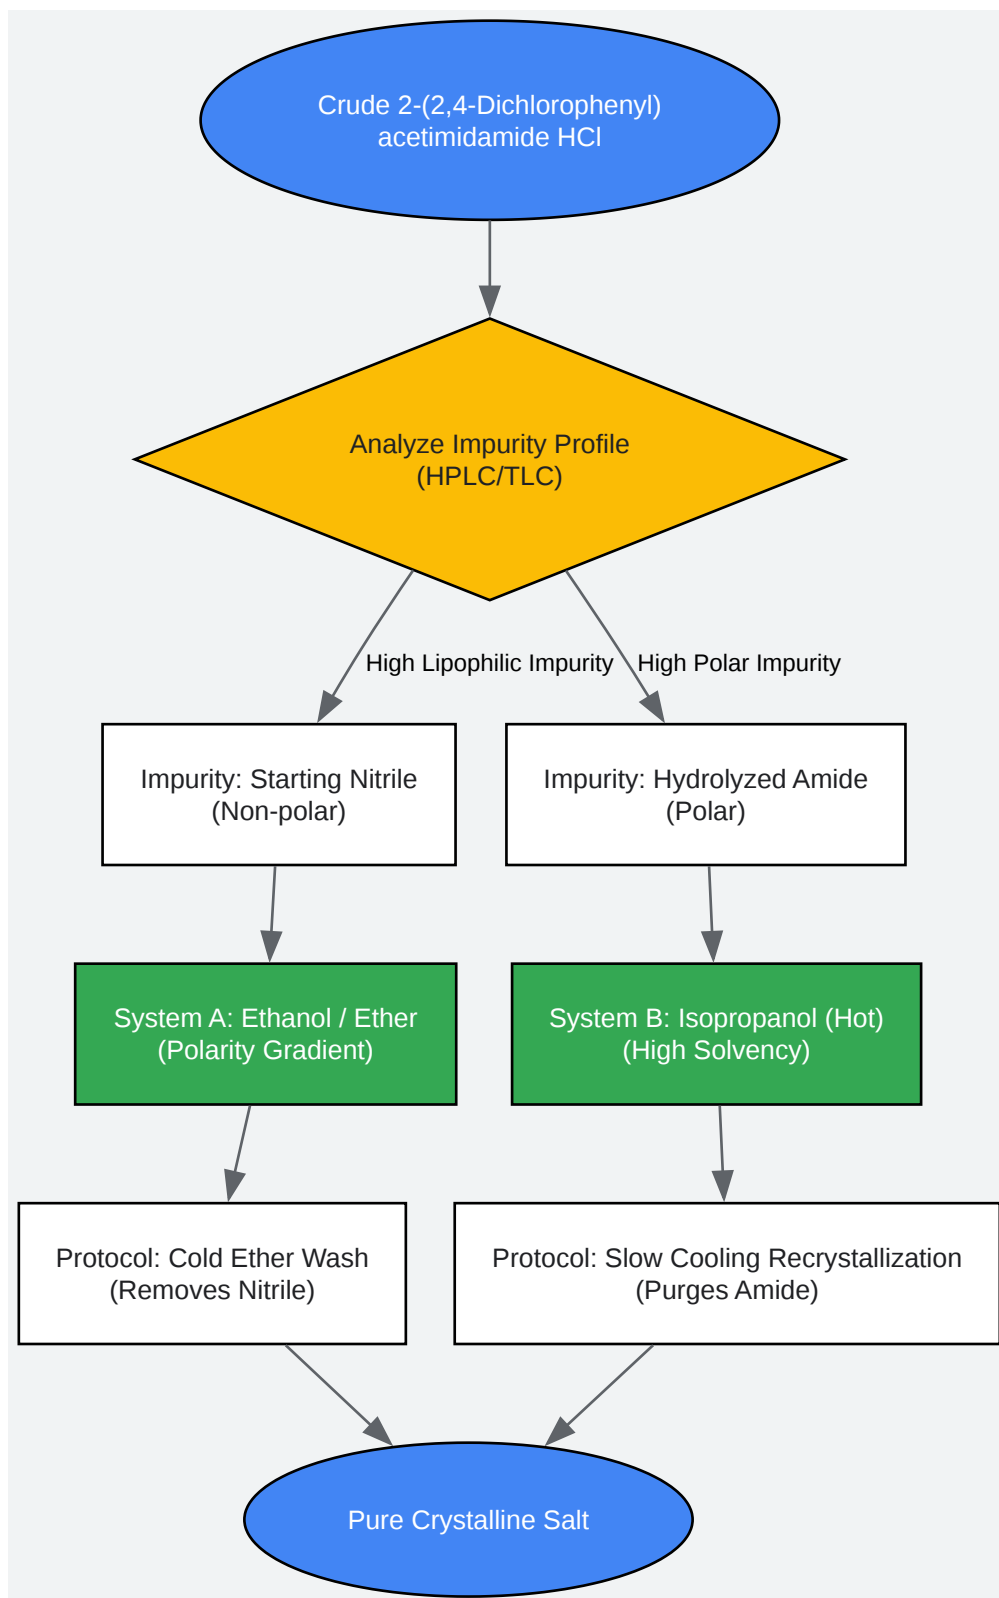 Crude 2-(2,4-Dichlorophenyl)
acetimidamide HCl
Analyze Impurity Profile
(HPLC/TLC)
High Lipophilic Impurity
High Polar Impurity
Impurity: Starting Nitrile
(Non-polar)
Impurity: Hydrolyzed Amide
(Polar)
System A: Ethanol / Ether
(Polarity Gradient)
System B: Isopropanol (Hot)
(High Solvency)
Protocol: Cold Ether Wash
(Removes Nitrile)
Protocol: Slow Cooling Recrystallization
(Purges Amide)
Pure Crystalline Salt